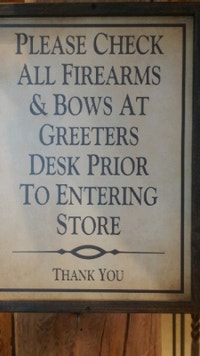 PLEASE CHECK
ALL FIREARMS
& BOWS AT
GREETERS
DESK PRIOR
TO ENTERING
STORE
THANK YOU